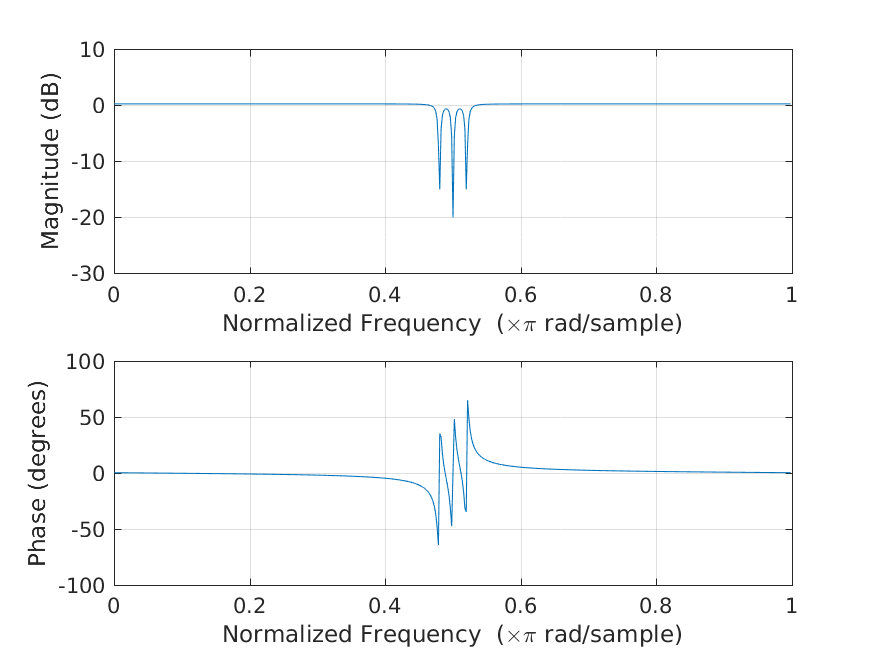 10
0
-10
-20
-30
Magnitude (dB)
0 0.2 0.4 0.6 0.8 1
Normalized Frequency (×π rad/sample)
100
50
0
-50
-100
Phase (degrees)
0 0.2 0.4 0.6 0.8 1
Normalized Frequency (×π rad/sample)